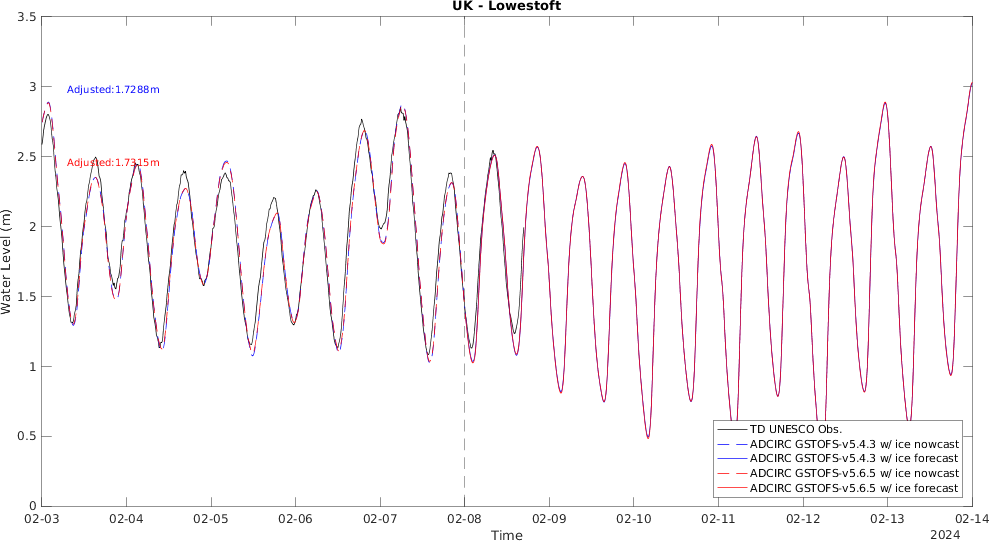 UK - Lowestoft
3.5
3
2.5
2
1.5
1
0.5
0
Water Level (m)
Adjusted:1.7288m
Adjusted:1.7315m
TD UNESCO Obs.
ADCIRC GSTOFS-v5.4.3 w/ ice nowcast
ADCIRC GSTOFS-v5.4.3 w/ ice forecast
ADCIRC GSTOFS-v5.6.5 w/ ice nowcast
ADCIRC GSTOFS-v5.6.5 w/ ice forecast
02-03 02-04 02-05 02-06 02-07 02-08 02-09 02-10 02-11 02-12 02-13 02-14
Time
2024